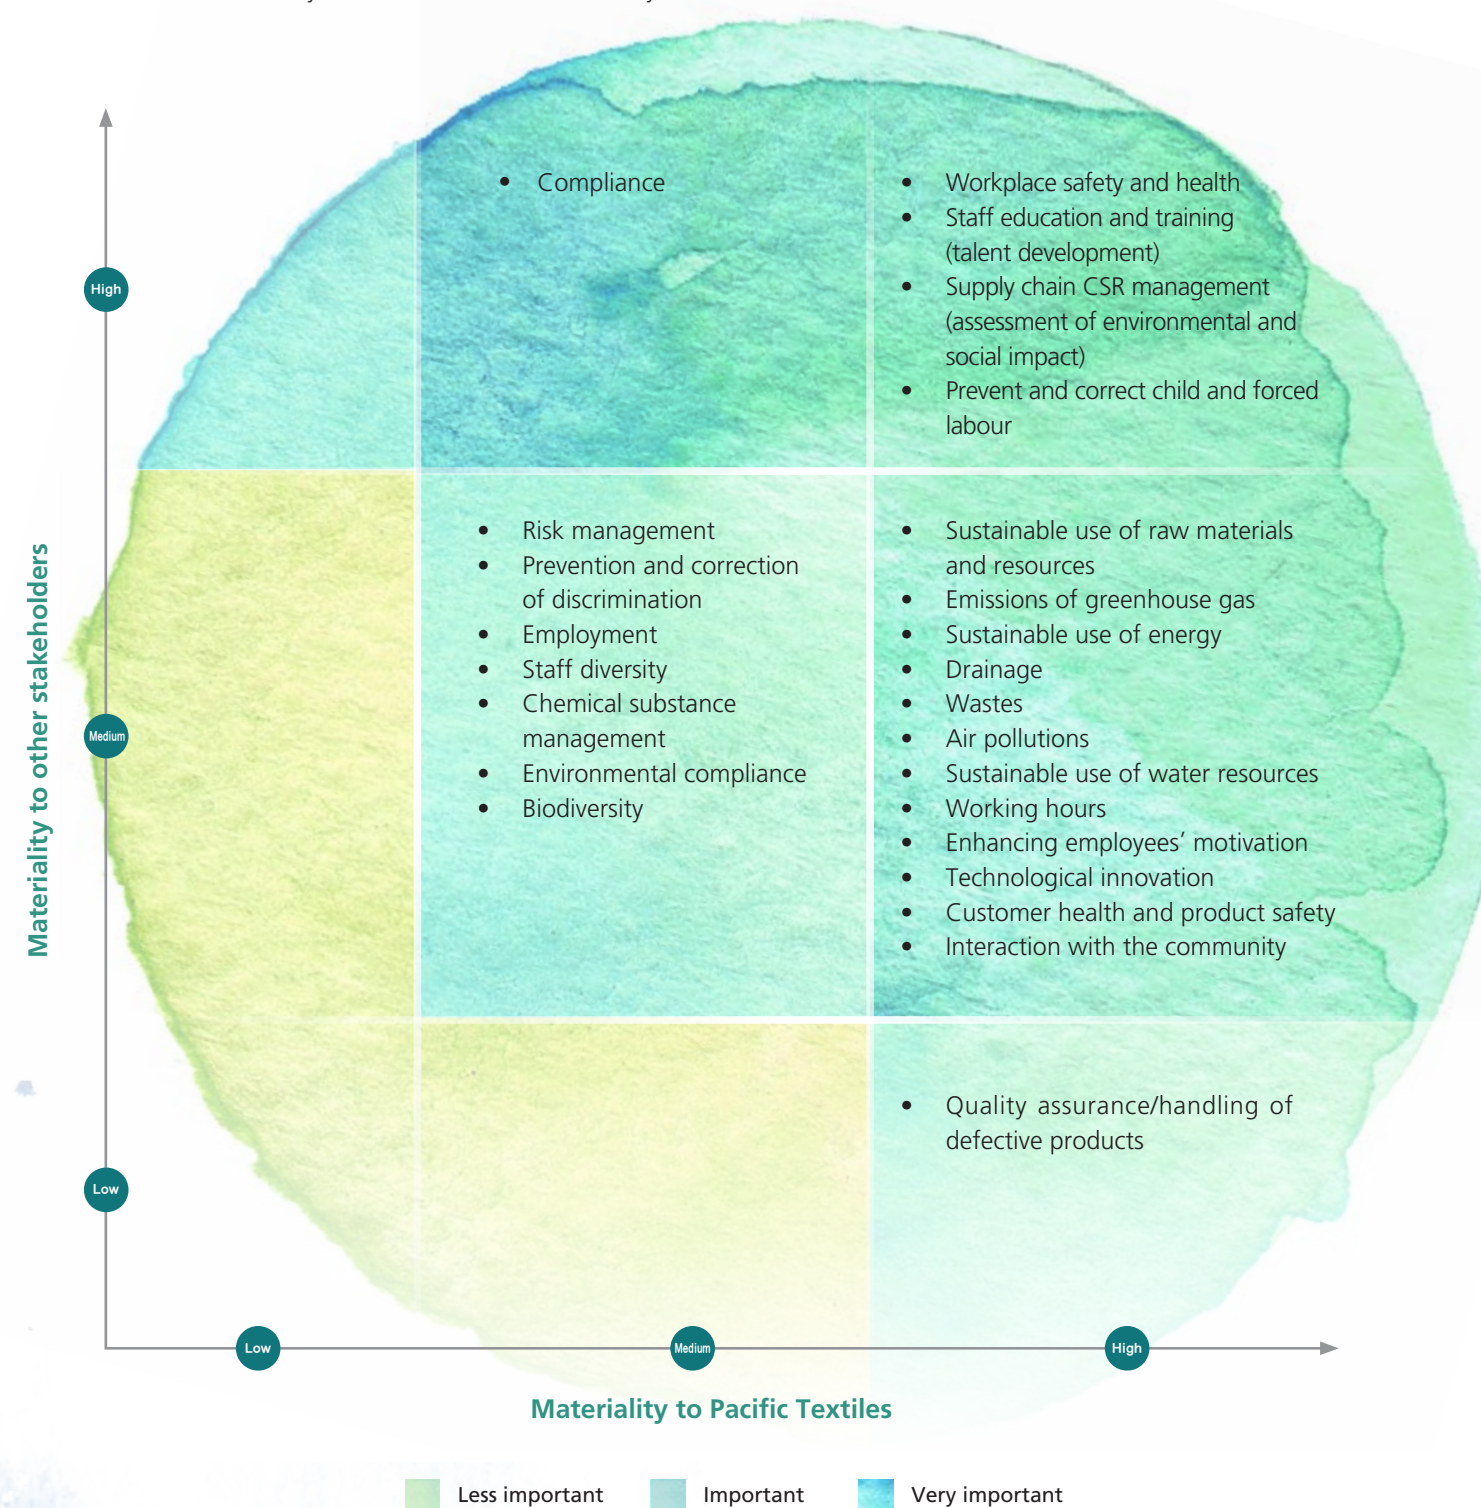 • Compliance
• Workplace safety and health
• Staff education and training
(talent development)
• Supply chain CSR management
(assessment of environmental and
social impact)
• Prevent and correct child and forced
labour
High
• Risk management
• Prevention and correction
of discrimination
• Employment
• Staff diversity
• Chemical substance
management
• Environmental compliance
• Biodiversity
• Sustainable use of raw materials
and resources
• Emissions of greenhouse gas
• Sustainable use of energy
• Drainage
• Wastes
• Air pollutions
• Sustainable use of water resources
• Working hours
• Enhancing employees’ motivation
• Technological innovation
• Customer health and product safety
• Interaction with the community
Materiality to other stakeholders
Medium
• Quality assurance/handling of
defective products
Low
Low
Medium
High
Materiality to Pacific Textiles
Less important
Important
Very important